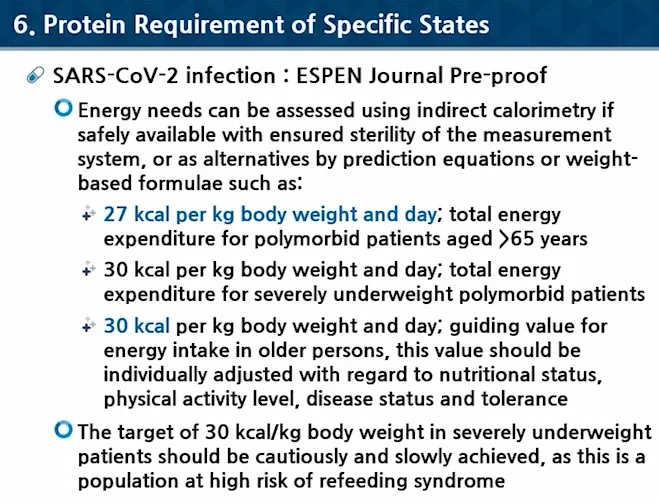 6. Protein Requirement of Specific States
SARS-CoV-2 infection : ESPEN Journal Pre-proof
Energy needs can be assessed using indirect calorimetry if
safely available with ensured sterility of the measurement
system, or as alternatives by prediction equations or weight-
based formulae such as:
27 kcal per kg body weight and day; total energy
expenditure for polymorbid patients aged >65 years
30 kcal per kg body weight and day; total energy
expenditure for severely underweight polymorbid patients
30 kcal per kg body weight and day; guiding value for
energy intake in older persons, this value should be
individually adjusted with regard to nutritional status,
physical activity level, disease status and tolerance
The target of 30 kcal/kg body weight in severely underweight
patients should be cautiously and slowly achieved, as this is a
population at high risk of refeeding syndrome